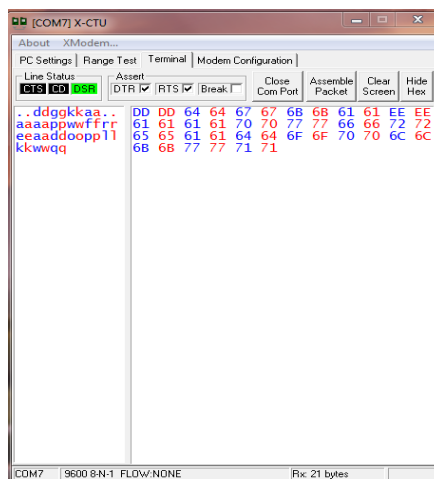 [COM7] X-CTU
About XModem...
PC Settings Range Test Terminal Modem Configuration
Line Status Assert Close Assemble Clear Hide
CTS CD DSR DTR RTS Break Com Port Packet Screen Hex
..ddggkkaa.. DD DD 64 64 67 67 6B 6B 61 61 EE EE
aaaappwwffrr 61 61 61 61 70 70 77 77 66 66 72 72
eeaaddooppll 65 65 61 61 64 64 6F 6F 70 70 6C 6C
kkwwqq 6B 6B 77 77 71 71
COM7 9600 8-N-1 FLOW:NONE Rx: 21 bytes